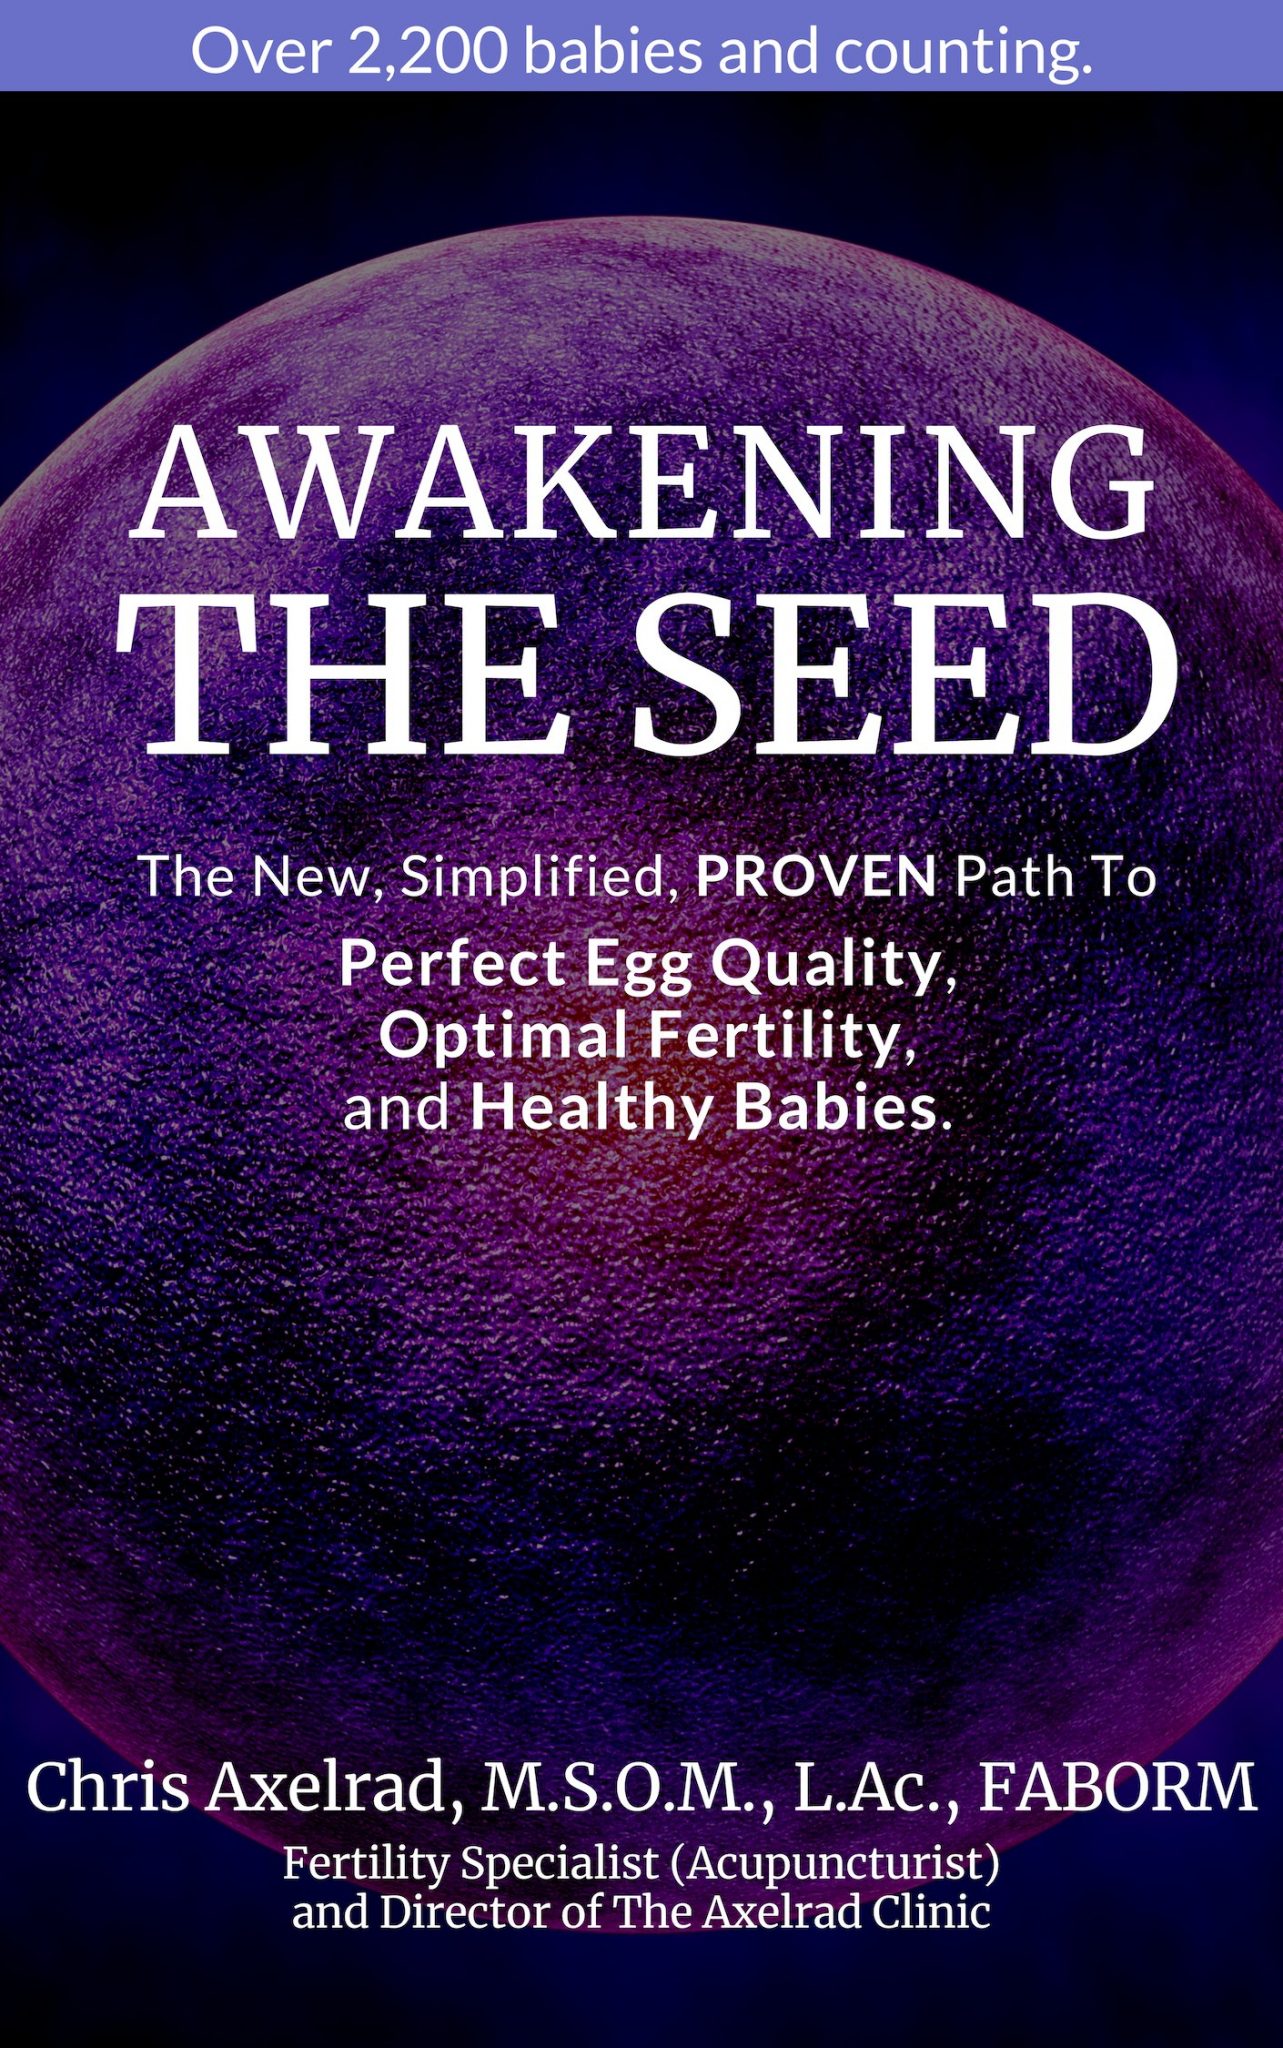 Over 2,200 babies and counting.
AWAKENING
THE SEED
The New, Simplified, PROVEN Path To
Perfect Egg Quality,
Optimal Fertility,
and Healthy Babies.
Chris Axelrad, M.S.O.M., L.Ac., FABORM
Fertility Specialist (Acupuncturist)
and Director of The Axelrad Clinic